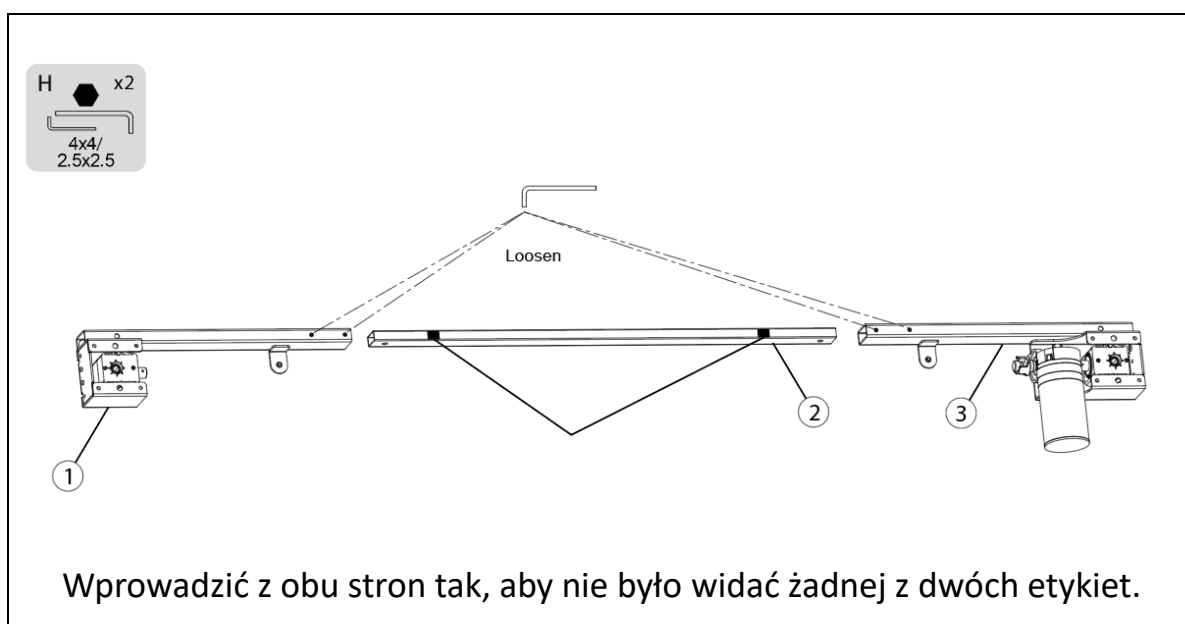 H x2
4x4/
2.5x2.5
Loosen
1
2
3
Wprowadzić z obu stron tak, aby nie było widać żadnej z dwóch etykiet.